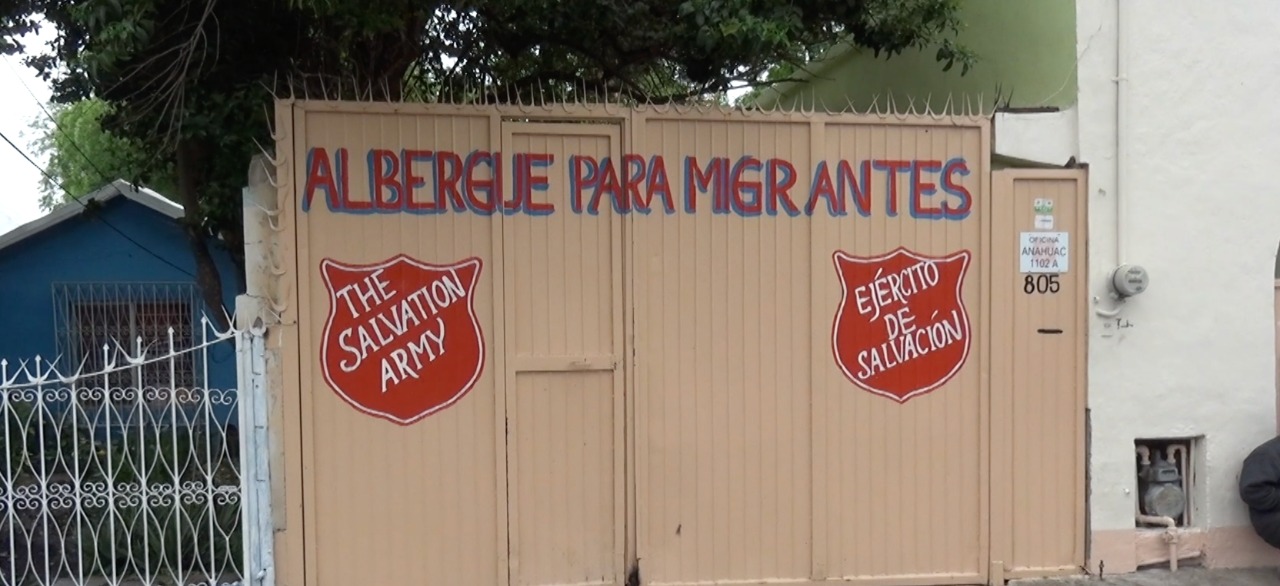 ALBERGUE PARA MIGRANTES
THE
SALVATION
ARMY
EJÉRCITO
DE
SALVACIÓN
OFICINA
ANAHUAC
1102 A
805